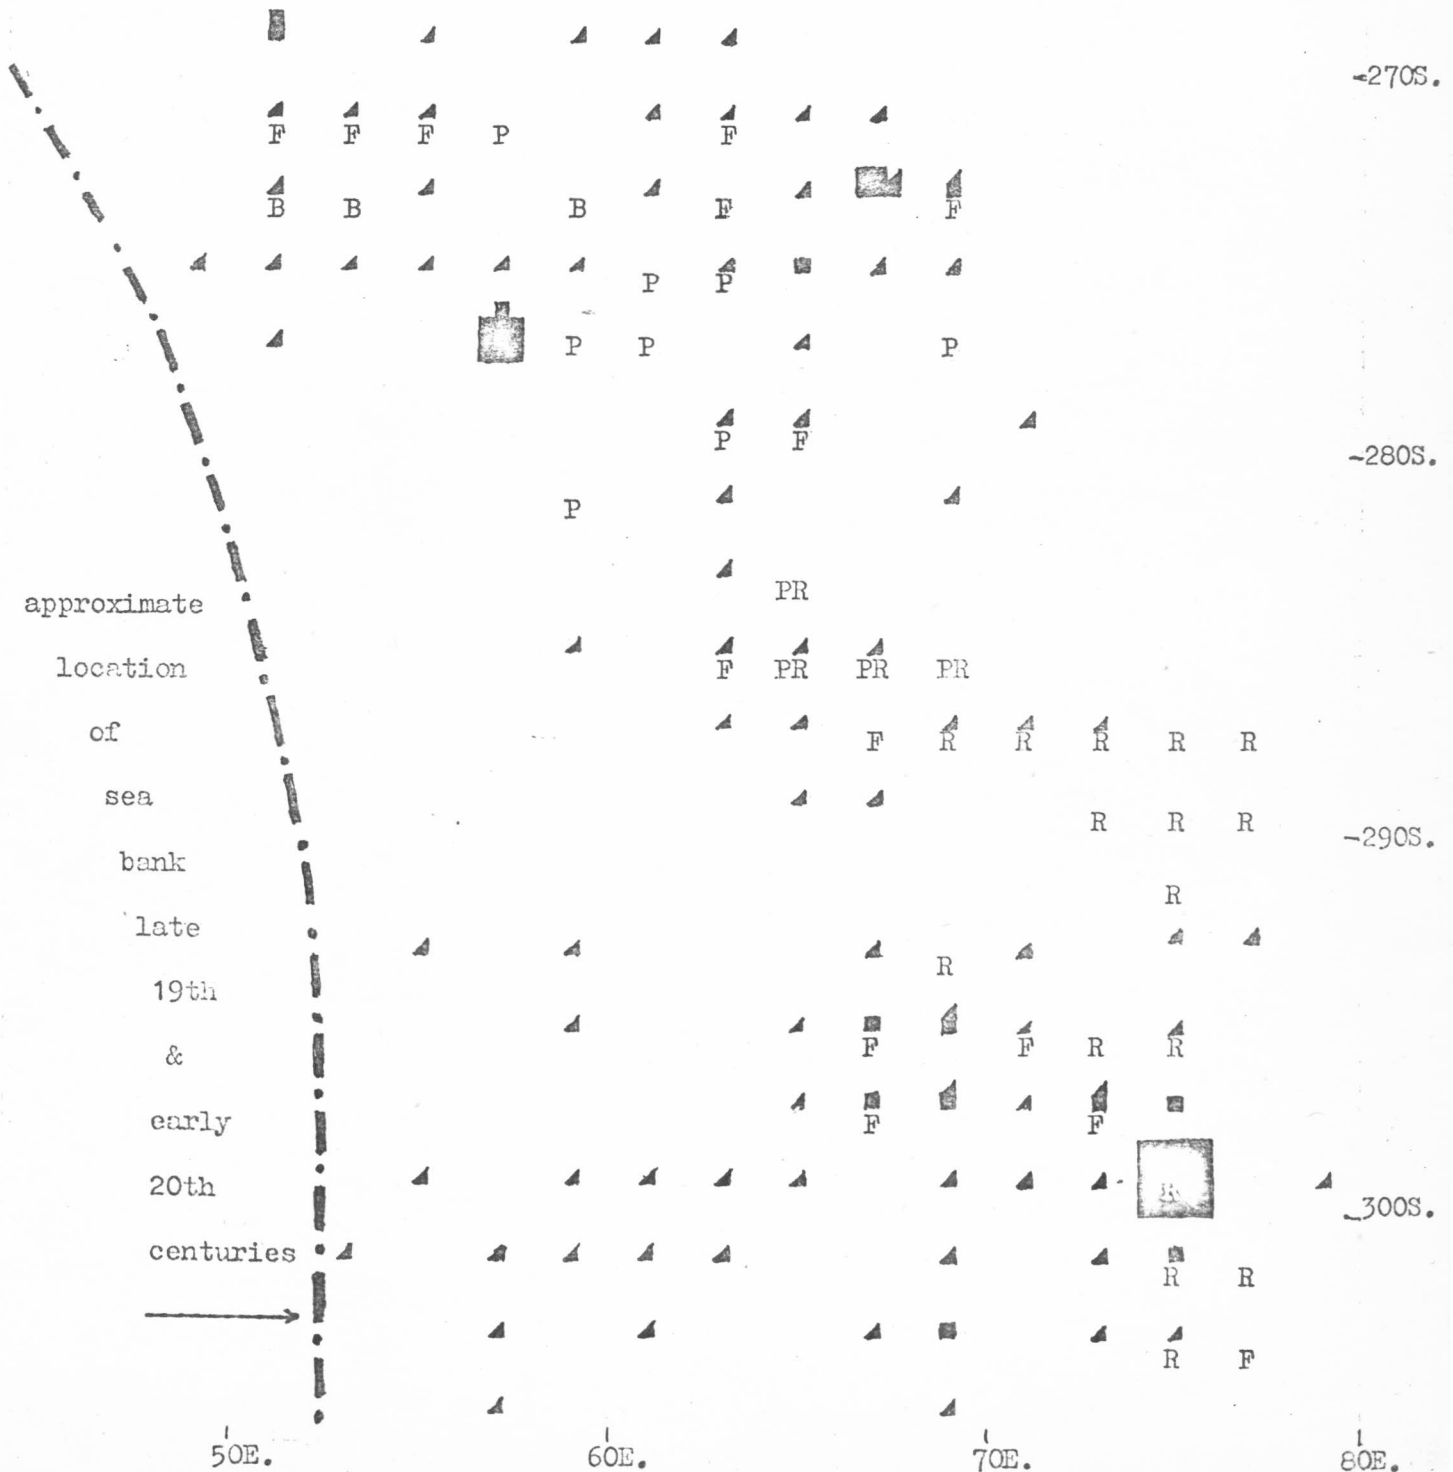 -270S.
F F F P F
B B B F F
P P
P P P
P F
-280S.
P
PR
approximate
location
F PR PR PR
of
F R R R R R
sea
R R R
-290S.
bank
R
late
R
19th
&
F F R R
early
F F
20th
R
-300S.
centuries
R R
R F
50E. 60E. 70E. 80E.